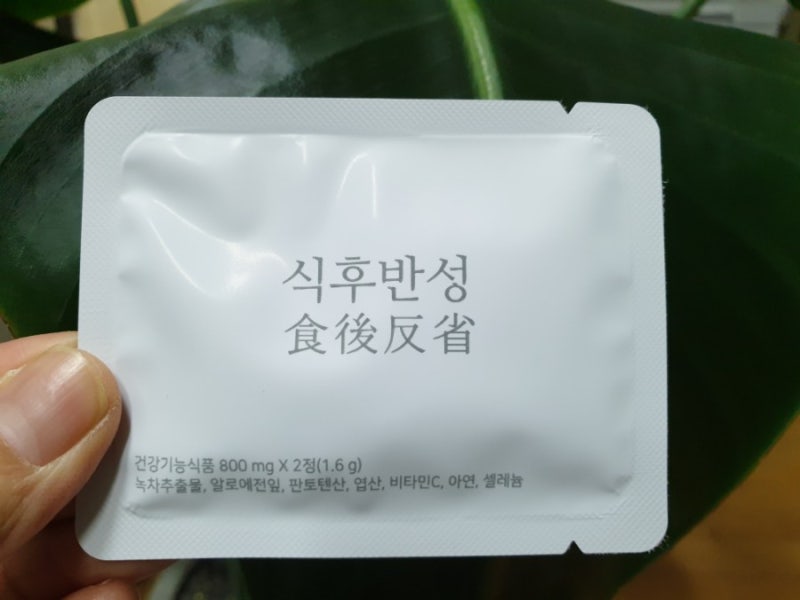 식후반성
食後反省
건강기능식품 800 mg X 2정(1.6 g)
녹차추출물, 알로에전잎, 판토텐산, 엽산, 비타민C, 아연, 셀레늄